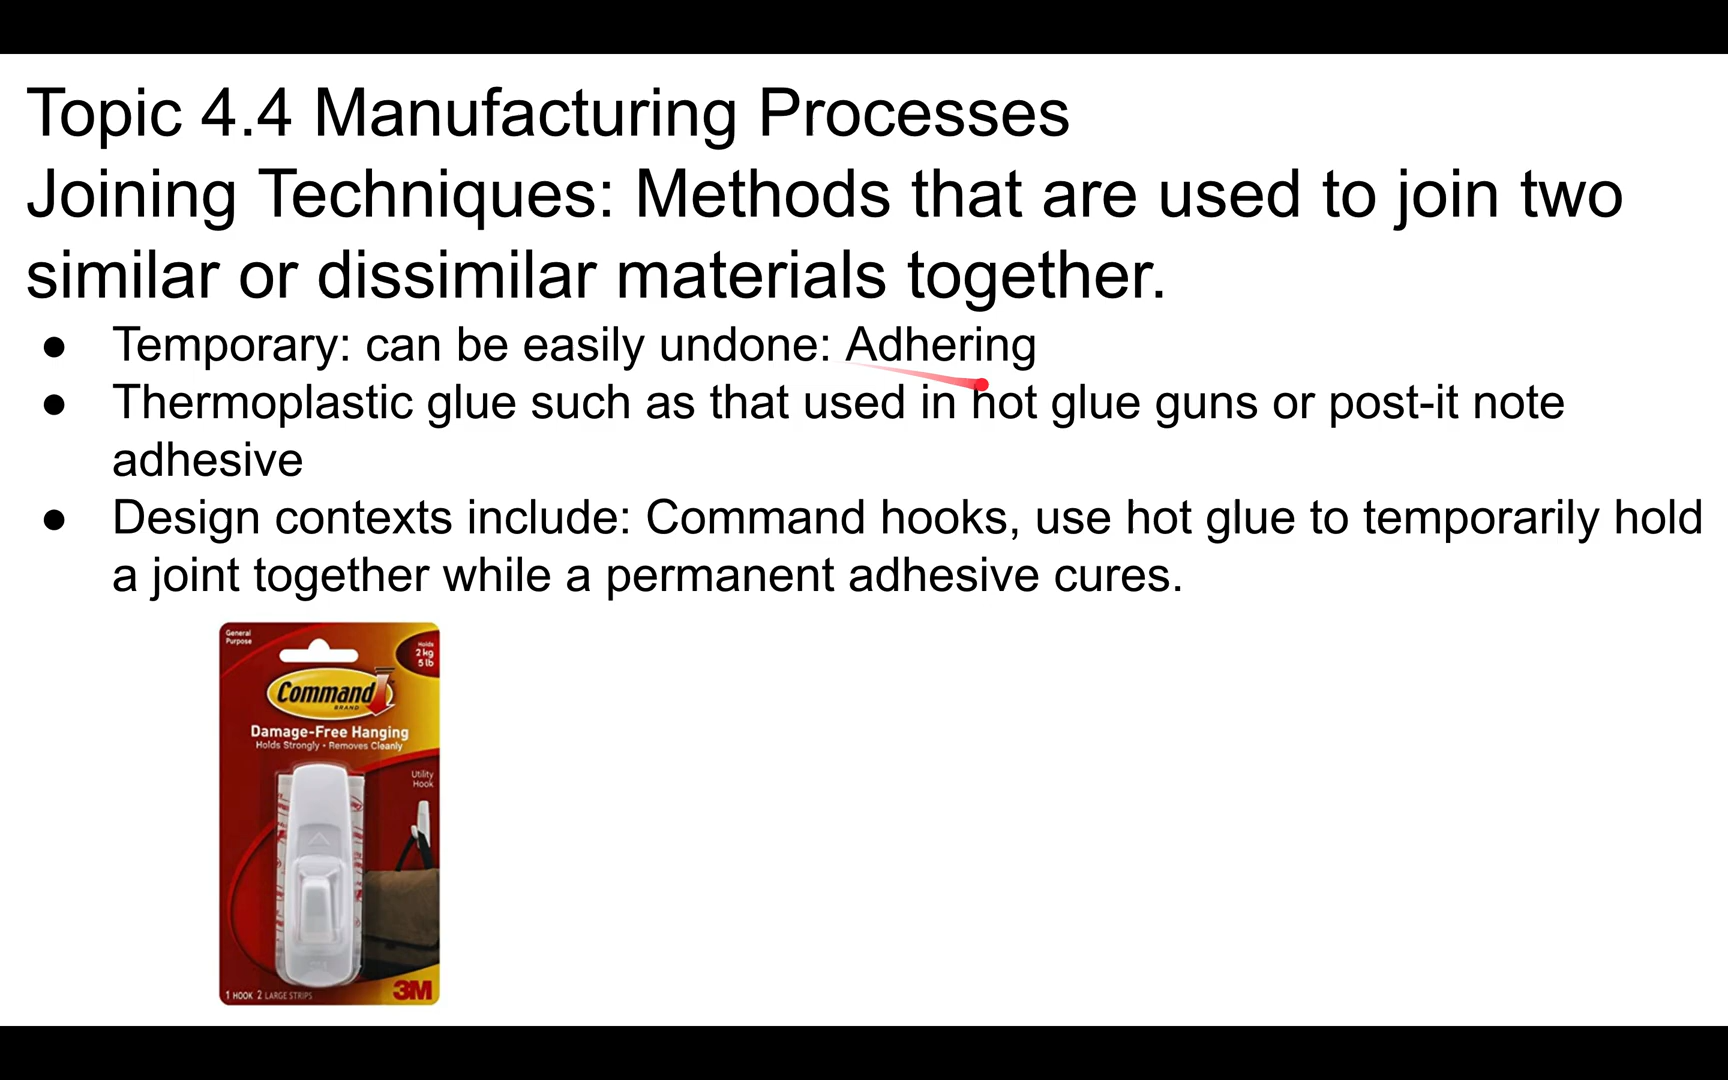 Topic 4.4 Manufacturing Processes
Joining Techniques: Methods that are used to join two
similar or dissimilar materials together.
● Temporary: can be easily undone: Adhering
● Thermoplastic glue such as that used in hot glue guns or post-it note
adhesive
● Design contexts include: Command hooks, use hot glue to temporarily hold
a joint together while a permanent adhesive cures.
General
Purpose
Holds
2 kg
5 lb
Command
BRAND
Damage-Free Hanging
Holds Strongly • Removes Cleanly
Utility
Hook
1 HOOK 2 LARGE STRIPS
3M